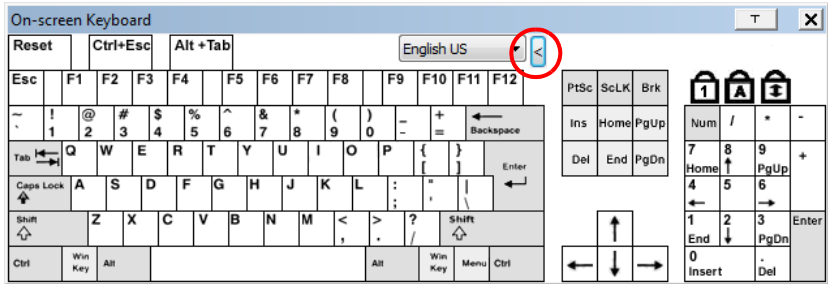 On-screen Keyboard T X
Reset Ctrl+Esc Alt +Tab English US <
Esc F1 F2 F3 F4 F5 F6 F7 F8 F9 F10 F11 F12 PtSc ScLK Brk 1 A
~ ! @ # $ % ^ & * ( ) _ +
` 1 2 3 4 5 6 7 8 9 0 - = Backspace Ins Home PgUp Num / * -
Tab Q W E R T Y U I O P { } Enter Del End PgDn 7 8 9 +
[ ] Home PgUp
Caps Lock A S D F G H J K L : " | 4 5 6
; ' \
Shift Z X C V B N M < > ? Shift 1 2 3 Enter
, . / End PgDn
Ctrl Win Key Alt Alt Win Key Menu Ctrl 0 .
Insert Del